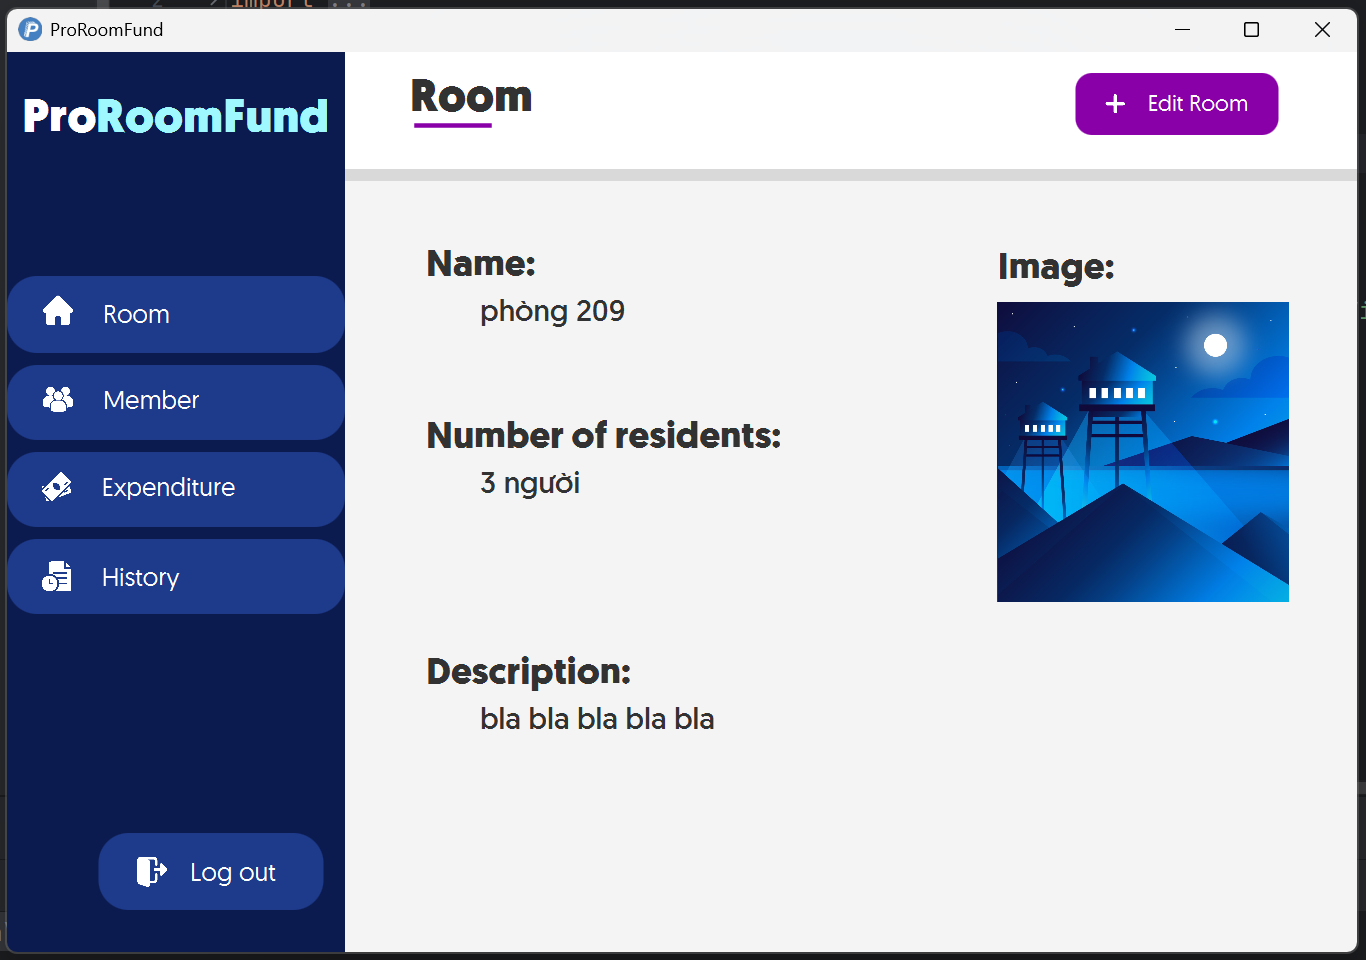 import ...
ProRoomFund
ProRoomFund
Room
Edit Room
Room
Member
Expenditure
History
Log out
Name:
phòng 209
Number of residents:
3 người
Description:
bla bla bla bla bla
Image: